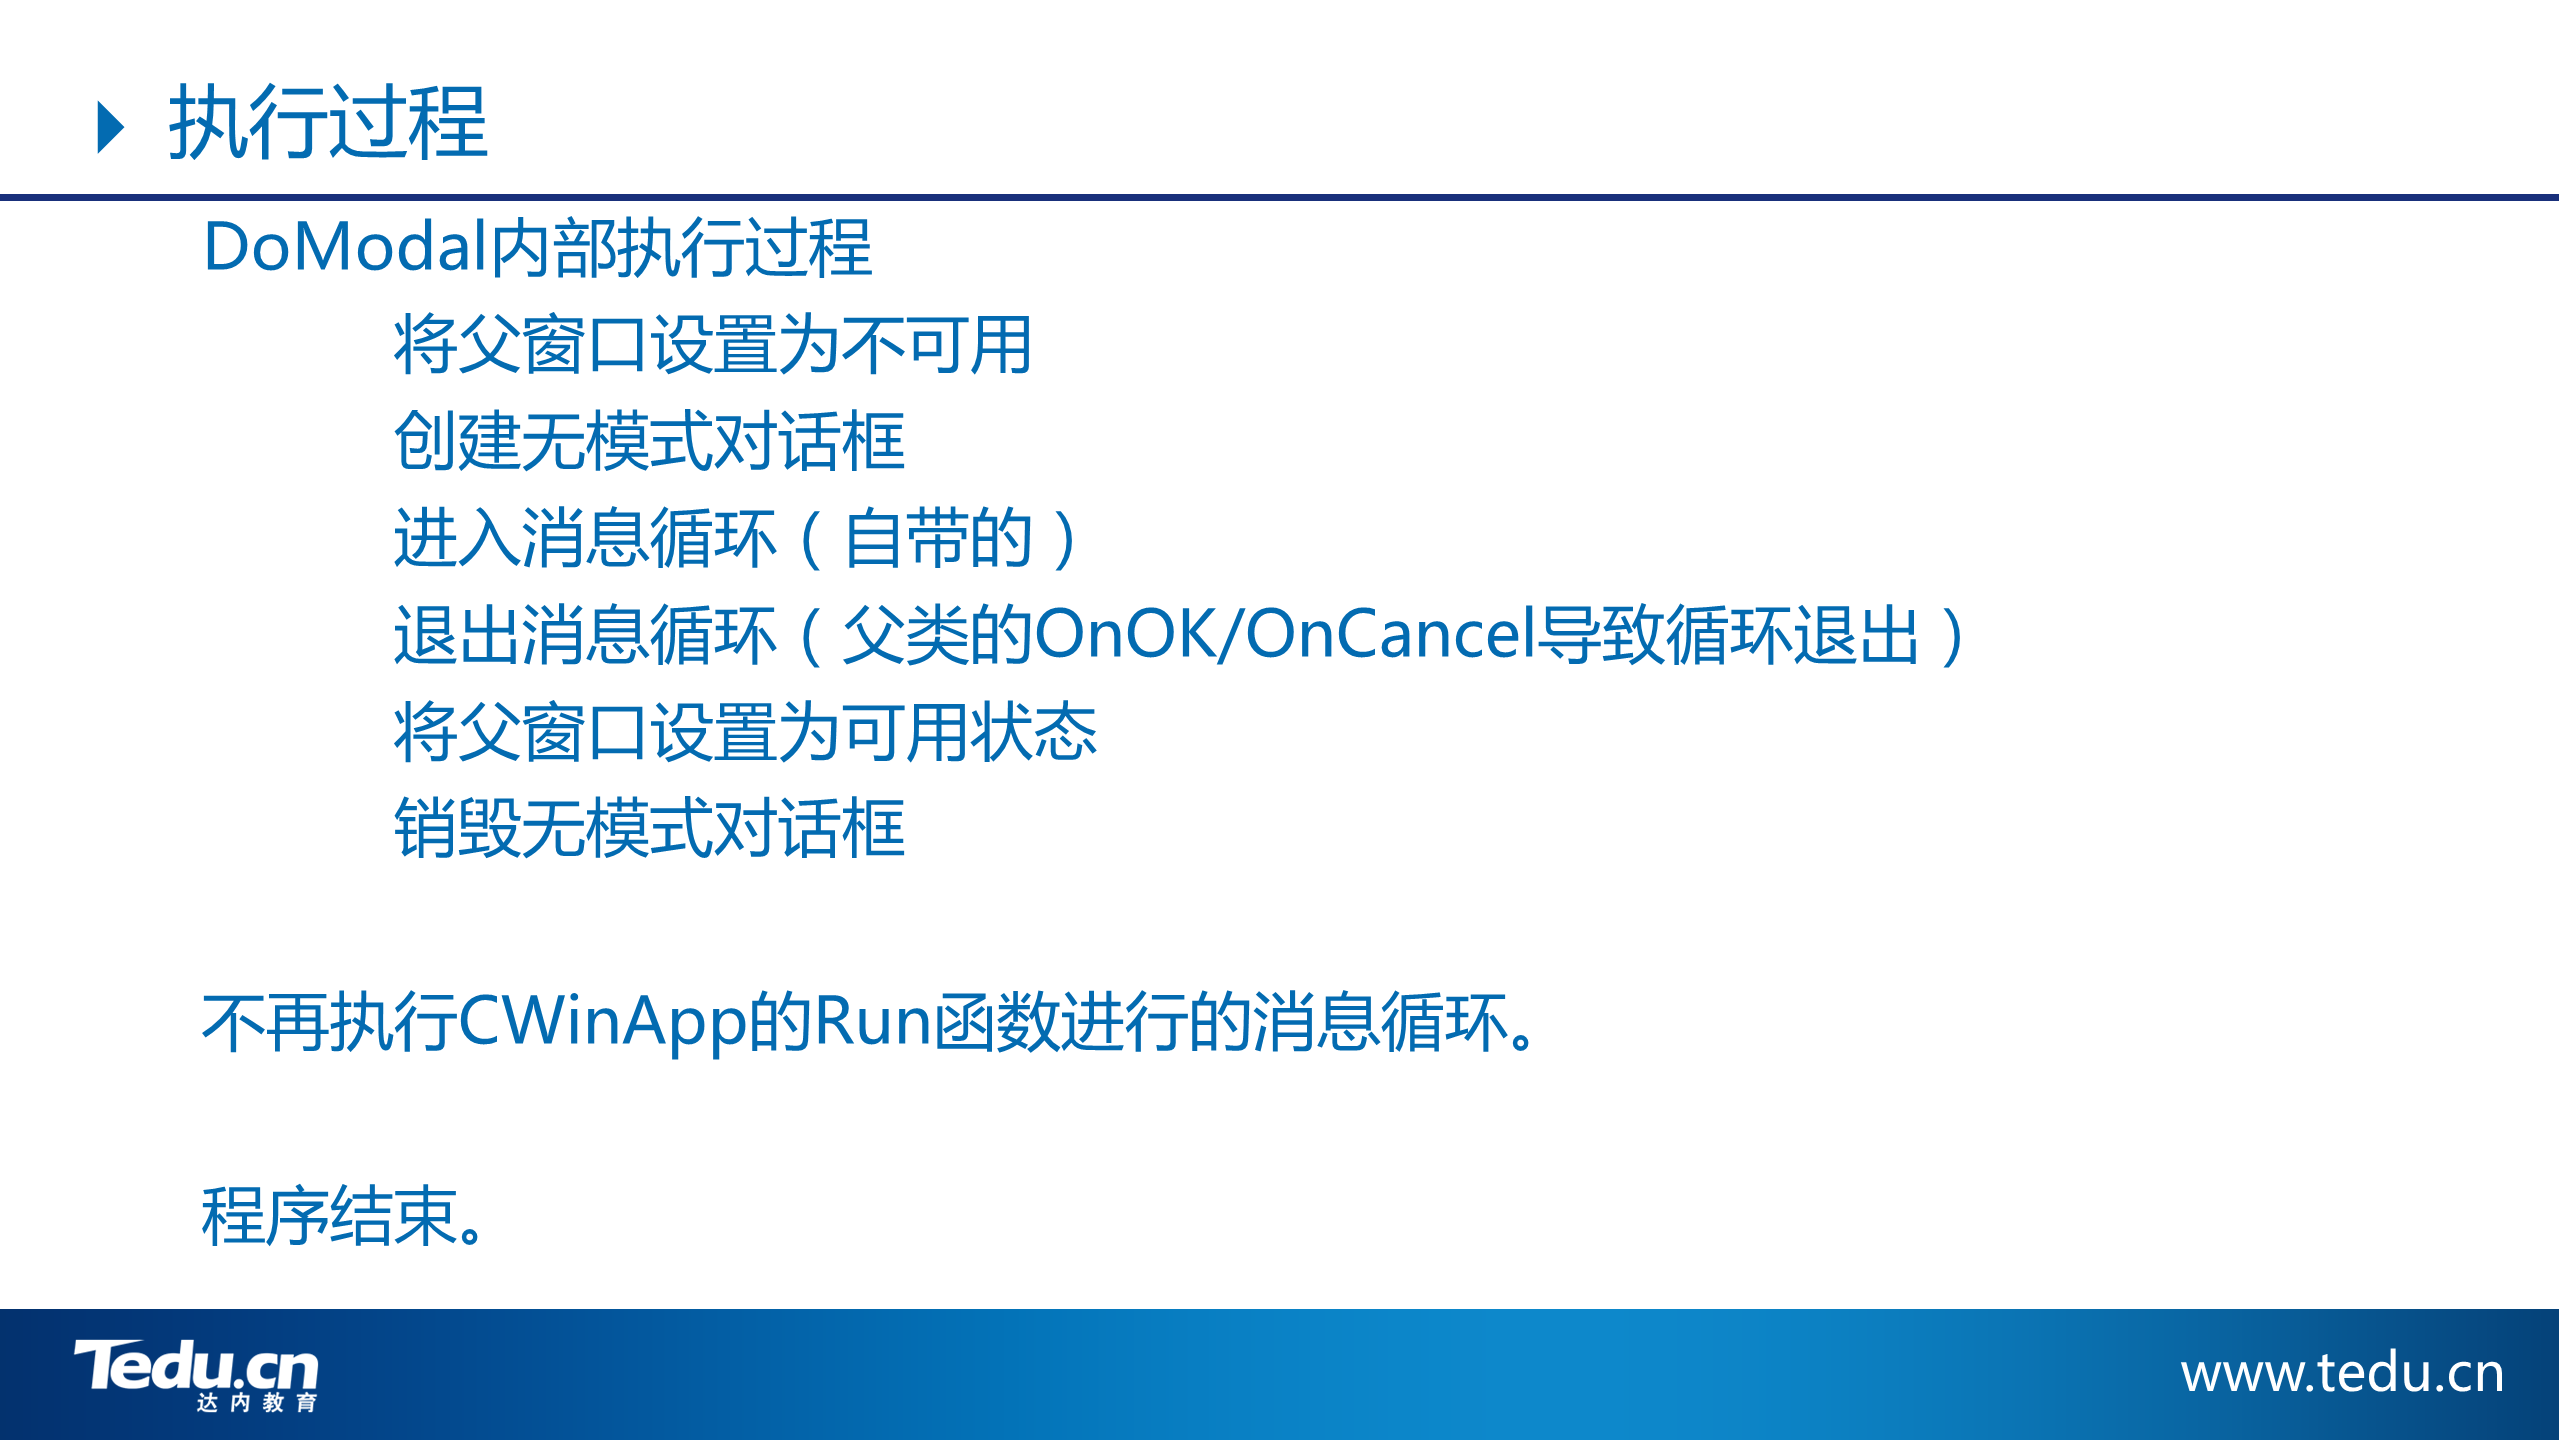 执行过程
DoModal内部执行过程
将父窗口设置为不可用
创建无模式对话框
进入消息循环（自带的）
退出消息循环（父类的OnOK/OnCancel导致循环退出）
将父窗口设置为可用状态
销毁无模式对话框
不再执行CWinApp的Run函数进行的消息循环。
程序结束。
Tedu.cn
达内教育
www.tedu.cn